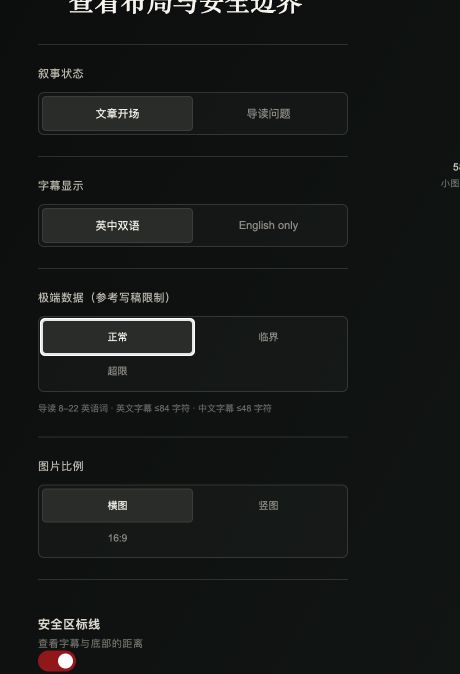 查看布局与安全边界
叙事状态
文章开场
导读问题
字幕显示
英中双语
English only
极端数据（参考写稿限制）
正常
临界
超限
导读 8–22 英语词 · 英文字幕 ≤84 字符 · 中文字幕 ≤48 字符
图片比例
横图
竖图
16:9
安全区标线
查看字幕与底部的距离
小图